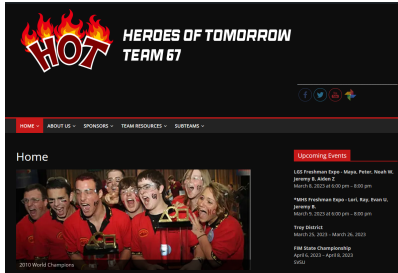 HOT
HEROES OF TOMORROW
TEAM 67
HOME
ABOUT US
SPONSORS
TEAM RESOURCES
SUBTEAMS
Home
2010 World Champions
Upcoming Events
LGS Freshman Expo - Maya, Peter, Noah W.
Jeremy B, Aiden Z
March 8, 2023 at 6:00 pm – 8:00 pm
*MHS Freshman Expo - Lori, Ray, Evan U.
Jeremy B.
March 9, 2023 at 6:00 pm – 8:00 pm
Troy District
March 25, 2023 – March 26, 2023
FIM State Championship
April 6, 2023 – April 8, 2023
SVSU